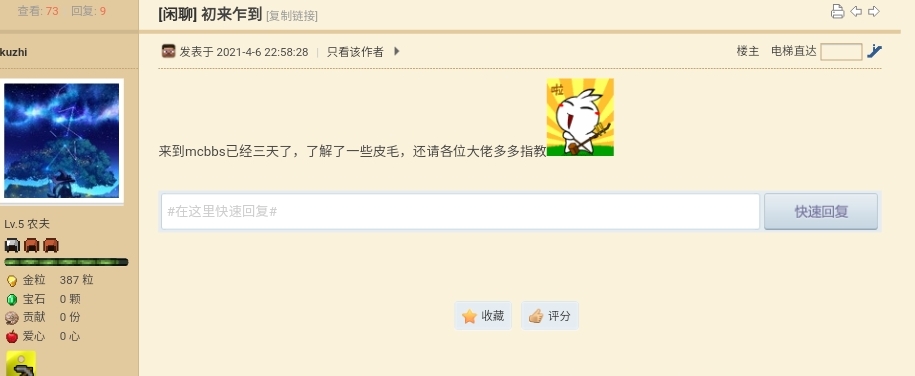 查看: 73 回复: 9
[闲聊] 初来乍到 [复制链接]
kuzhi
发表于 2021-4-6 22:58:28 | 只看该作者
楼主 电梯直达
啦
来到mcbbs已经三天了，了解了一些皮毛，还请各位大佬多多指教
#在这里快速回复#
快速回复
Lv.5 农夫
金粒 387 粒
宝石 0 颗
贡献 0 份
爱心 0 心
收藏
评分